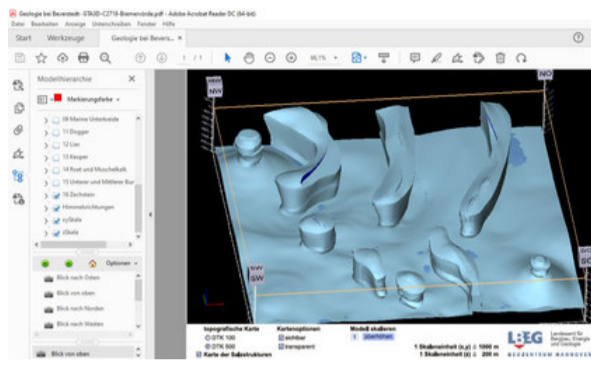 Geologie bei Beverstedt -GTA3D-C2718-Bremervörde.pdf - Adobe Acrobat Reader DC (64-bit)
Datei Bearbeiten Anzeige Unterschreiben Fenster Hilfe
Start Werkzeuge Geologie bei Bevers... ×
1 / 1
Modellhierarchie ×
Markierungsfarbe
09 Marine Unterkreide
11 Dogger
12 Lias
13 Keuper
14 Roet und Muschelkalk
15 Unterer und Mittlerer Bun
16 Zechstein
Himmelsrichtungen
xySkala
zSkala
Optionen
Blick nach Osten
Blick von oben
Blick nach Norden
Blick nach Westen
Blick von oben
NW
NO
SW
SO
topografische Karte
DTK 100
DTK 500
Karte der Salzstrukturen
Kartenoptionen
sichtbar
transparent
Modell skalieren
1 überhöhen
1 Skaleneinheit (x,y) ≙ 1000 m
1 Skaleneinheit (z) ≙ 200 m
LBEG
Landesamt für
Bergbau, Energie
und Geologie
GEOZENTRUM HANNOVER